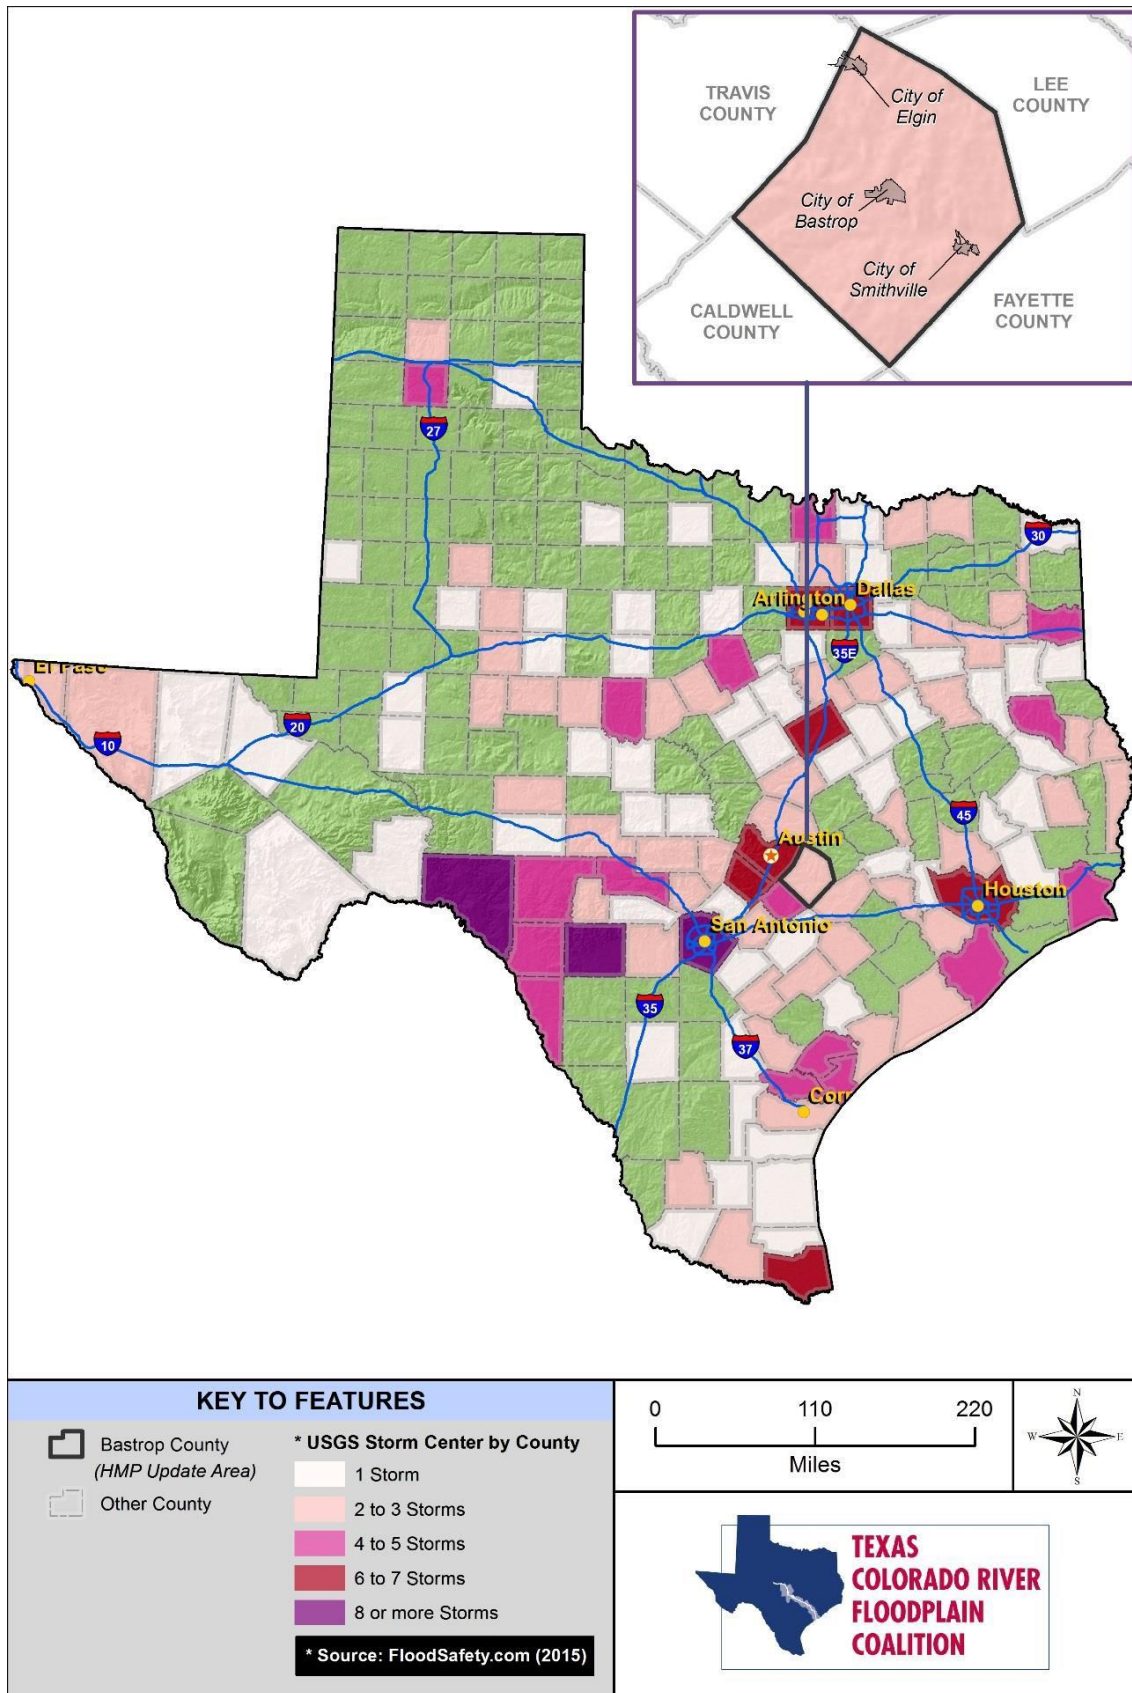 TRAVIS
COUNTY
LEE
COUNTY
City of
Elgin
City of
Bastrop
City of
Smithville
CALDWELL
COUNTY
FAYETTE
COUNTY
27
30
Arlington
Dallas
35E
El Paso
20
10
45
Austin
Houston
San Antonio
35
37
Corp
KEY TO FEATURES
Bastrop County
(HMP Update Area)
Other County
* USGS Storm Center by County
1 Storm
2 to 3 Storms
4 to 5 Storms
6 to 7 Storms
8 or more Storms
* Source: FloodSafety.com (2015)
0 110 220
Miles
N
W E
S
TEXAS
COLORADO RIVER
FLOODPLAIN
COALITION